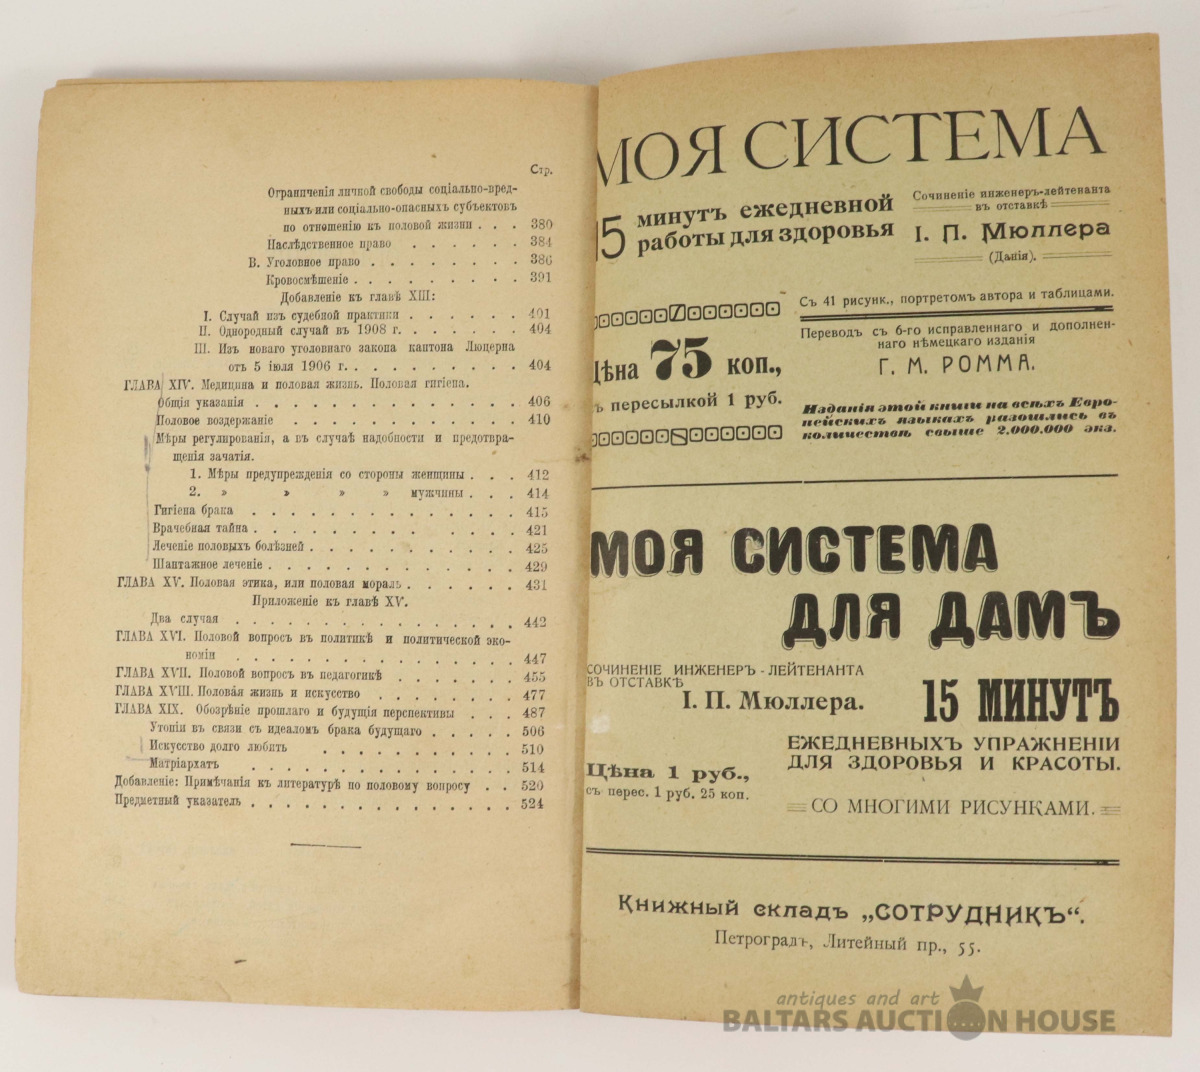 Стр.
Ограниченія личной свободы соціально-вред-
ныхъ или соціально-опасныхъ субъектовъ
по отношенію къ половой жизни . . . 380
Наслѣдственное право . . . . . . 384
В. Уголовное право . . . . . . . . 386
Кровосмѣшеніе . . . . . . . . . 391
Добавленіе къ главѣ XIII:
I. Случай изъ судебной практики . . . . . . 401
II. Однородный случай въ 1908 г. . . . . . . 404
III. Изъ новаго уголовнаго закона кантона Люцерна
отъ 5 іюля 1906 г. . . . . . . . . . 404
ГЛАВА XIV. Медицина и половая жизнь. Половая гигіена.
Общія указанія . . . . . . . . . . . . . 406
Половое воздержаніе . . . . . . . . . . 410
Мѣры регулированія, а въ случаѣ надобности и предотвра-
щенія зачатія.
1. Мѣры предупрежденія со стороны женщины . . . 412
2. » » » » мужчины . . . 414
Гигіена брака . . . . . . . . . . . . . 415
Врачебная тайна . . . . . . . . . . . . . 421
Леченіе половыхъ болѣзней . . . . . . . . . . 425
Шантажное леченіе . . . . . . . . . . . . 429
ГЛАВА XV. Половая этика, или половая мораль . . . . . . 431
Приложеніе къ главѣ XV.
Два случая . . . . . . . . . . . . . . 442
ГЛАВА XVI. Половой вопросъ въ политикѣ и политической эко-
номіи . . . . . . . . . . . . . 447
ГЛАВА XVII. Половой вопросъ въ педагогикѣ . . . . . . 455
ГЛАВА XVIII. Половая жизнь и искусство . . . . . . . 477
ГЛАВА XIX. Обозрѣніе прошлаго и будущія перспективы . . . 487
Утопіи въ связи съ идеаломъ брака будущаго . . . . . 506
Искусство долго любить . . . . . . . . . 510
Матріархатъ . . . . . . . . . . . . . . 514
Добавленіе: Примѣчанія къ литературѣ по половому вопросу . . 520
Предметный указатель . . . . . . . . . . . . . 524
МОЯ СИСТЕМА
15 минутъ ежедневной
работы для здоровья
Сочиненіе инженеръ-лейтенанта
въ отставкѣ
І. П. Мюллера
(Данія).
Цѣна 75 коп.,
съ пересылкой 1 руб.
Съ 41 рисунк., портретомъ автора и таблицами.
Переводъ съ 6-го исправленнаго и дополнен-
наго нѣмецкаго изданія
Г. М. РОММА.
Изданія этой книги на всѣхъ Евро-
пейскихъ языкахъ разошлись въ
количествѣ свыше 2.000.000 экз.
МОЯ СИСТЕМА
ДЛЯ ДАМЪ
СОЧИНЕНІЕ ИНЖЕНЕРЪ-ЛЕЙТЕНАНТА
ВЪ ОТСТАВКѢ
І. П. Мюллера.
15 МИНУТЪ
ЕЖЕДНЕВНЫХЪ УПРАЖНЕНІИ
ДЛЯ ЗДОРОВЬЯ И КРАСОТЫ.
Цѣна 1 руб.,
съ перес. 1 руб. 25 коп.
СО МНОГИМИ РИСУНКАМИ.
Книжный складъ „СОТРУДНИКЪ“.
Петроградъ, Литейный пр., 55.
antiques and art
BALTARS AUCTION HOUSE